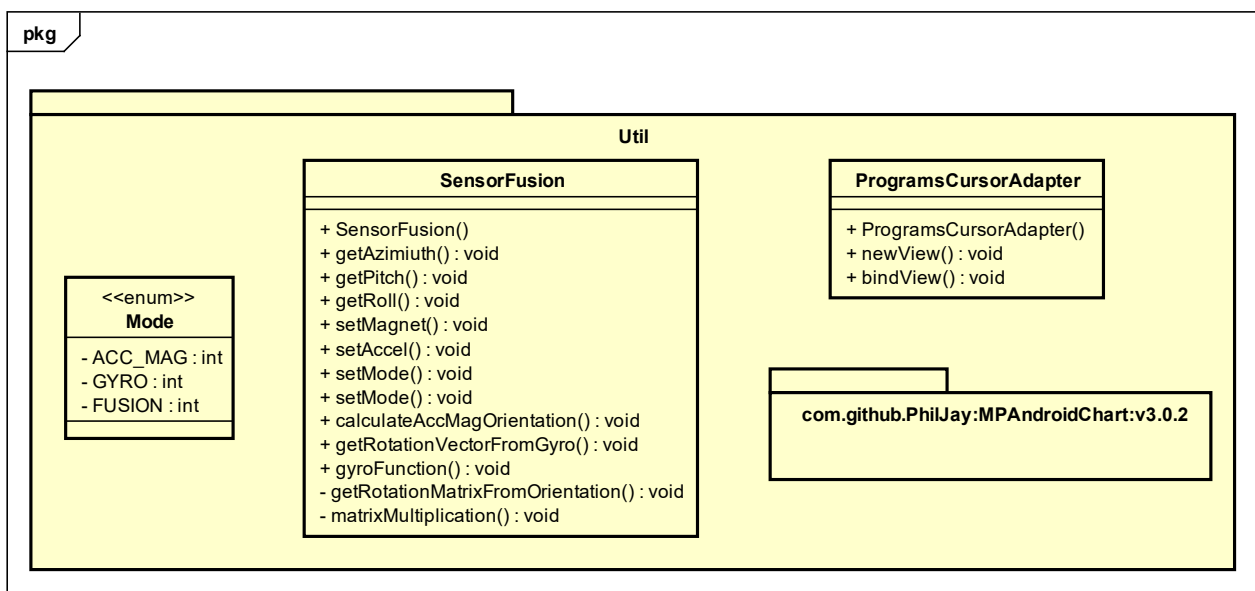 pkg
Util
<<enum>>
Mode
- ACC_MAG : int
- GYRO : int
- FUSION : int
SensorFusion
+ SensorFusion()
+ getAzimiuth() : void
+ getPitch() : void
+ getRoll() : void
+ setMagnet() : void
+ setAccel() : void
+ setMode() : void
+ setMode() : void
+ calculateAccMagOrientation() : void
+ getRotationVectorFromGyro() : void
+ gyroFunction() : void
- getRotationMatrixFromOrientation() : void
- matrixMultiplication() : void
ProgramsCursorAdapter
+ ProgramsCursorAdapter()
+ newView() : void
+ bindView() : void
com.github.PhilJay:MPAndroidChart:v3.0.2